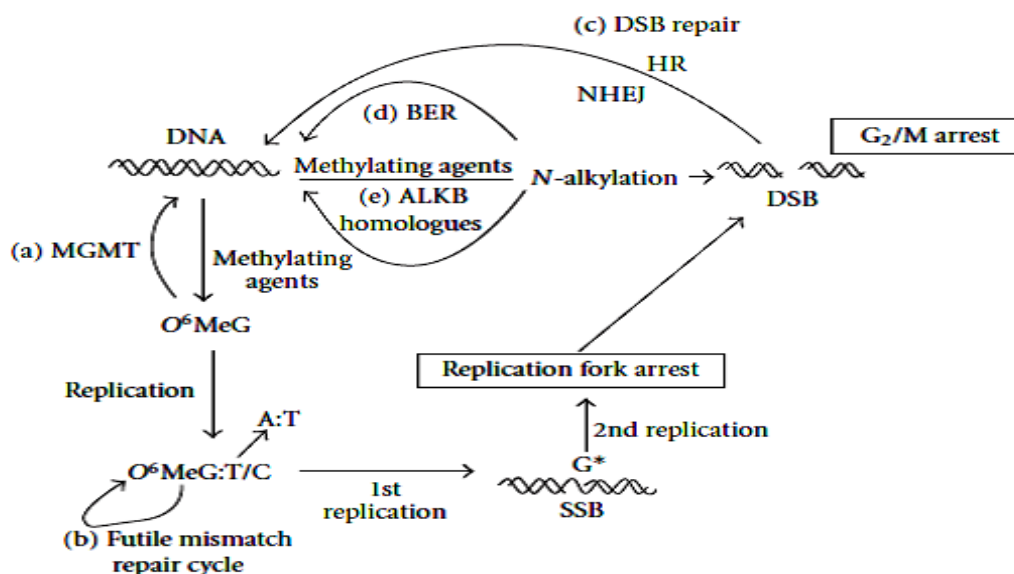 (c) DSB repair
HR
NHEJ
(d) BER
G₂/M arrest
DNA
Methylating agents
N-alkylation
(e) ALKB
homologues
DSB
(a) MGMT
Methylating
agents
O⁶MeG
Replication fork arrest
Replication
A:T
2nd replication
G*
O⁶MeG:T/C
1st
replication
SSB
(b) Futile mismatch
repair cycle